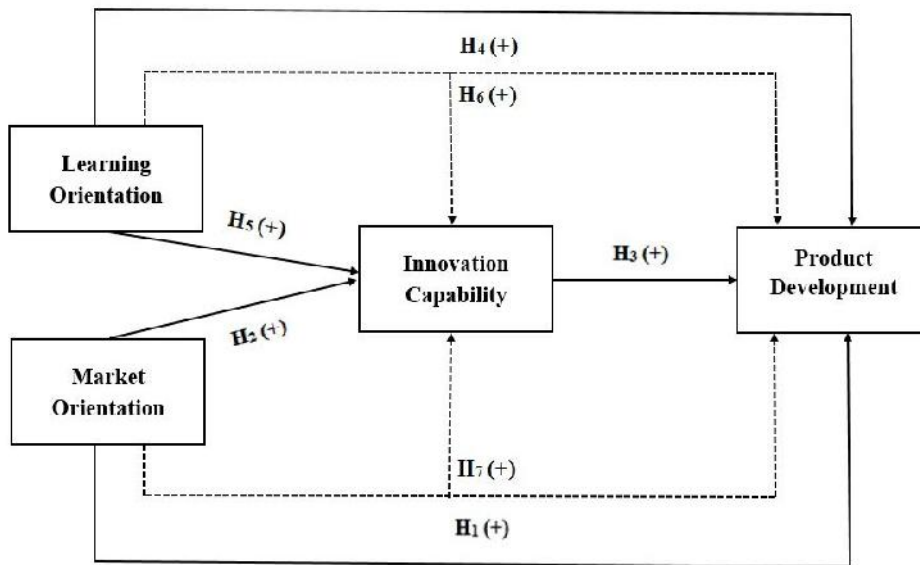 H₄ (+)
H₆ (+)
Learning
Orientation
H₅ (+)
Innovation
Capability
H₃ (+)
Product
Development
H₂ (+)
Market
Orientation
H₇ (+)
H₁ (+)